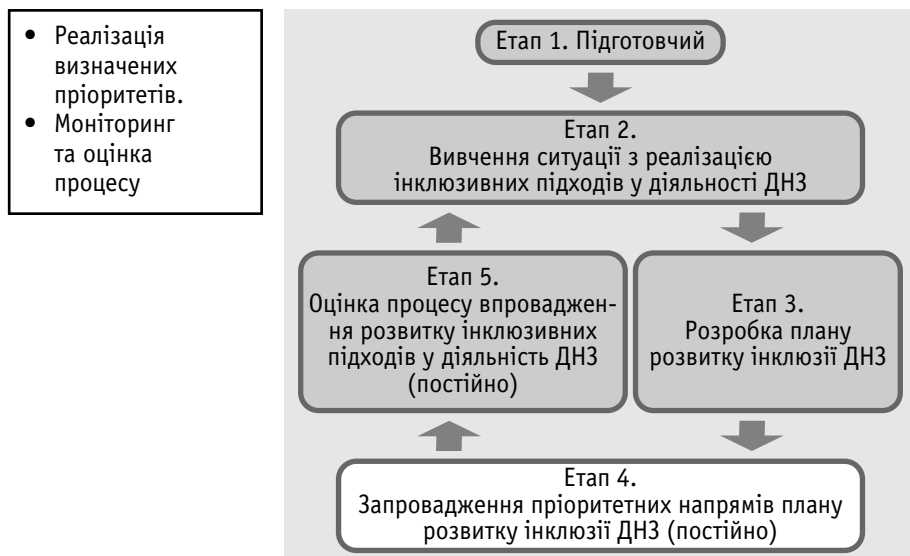 • Реалізація
визначених
пріоритетів.
• Моніторинг
та оцінка
процесу
Етап 1. Підготовчий
Етап 2.
Вивчення ситуації з реалізацією
інклюзивних підходів у діяльності ДНЗ
Етап 5.
Оцінка процесу впроваджен-
ня розвитку інклюзивних
підходів у діяльність ДНЗ
(постійно)
Етап 3.
Розробка плану
розвитку інклюзії ДНЗ
Етап 4.
Запровадження пріоритетних напрямів плану
розвитку інклюзії ДНЗ (постійно)